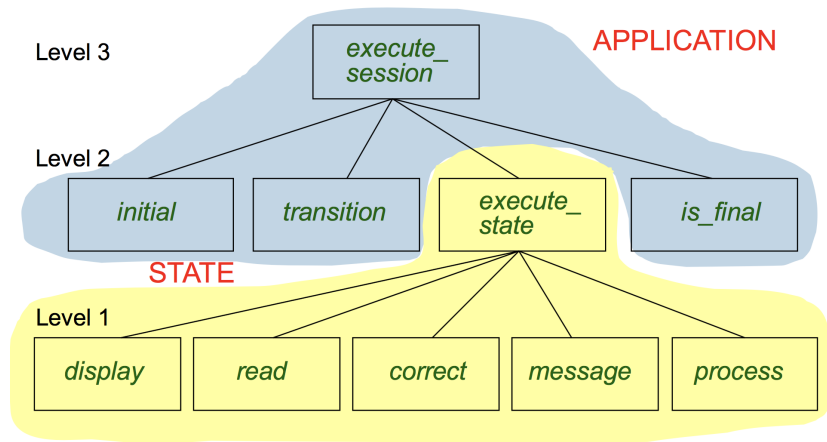 Level 3
execute_
session
APPLICATION
Level 2
initial
transition
execute_
state
is_final
STATE
Level 1
display
read
correct
message
process